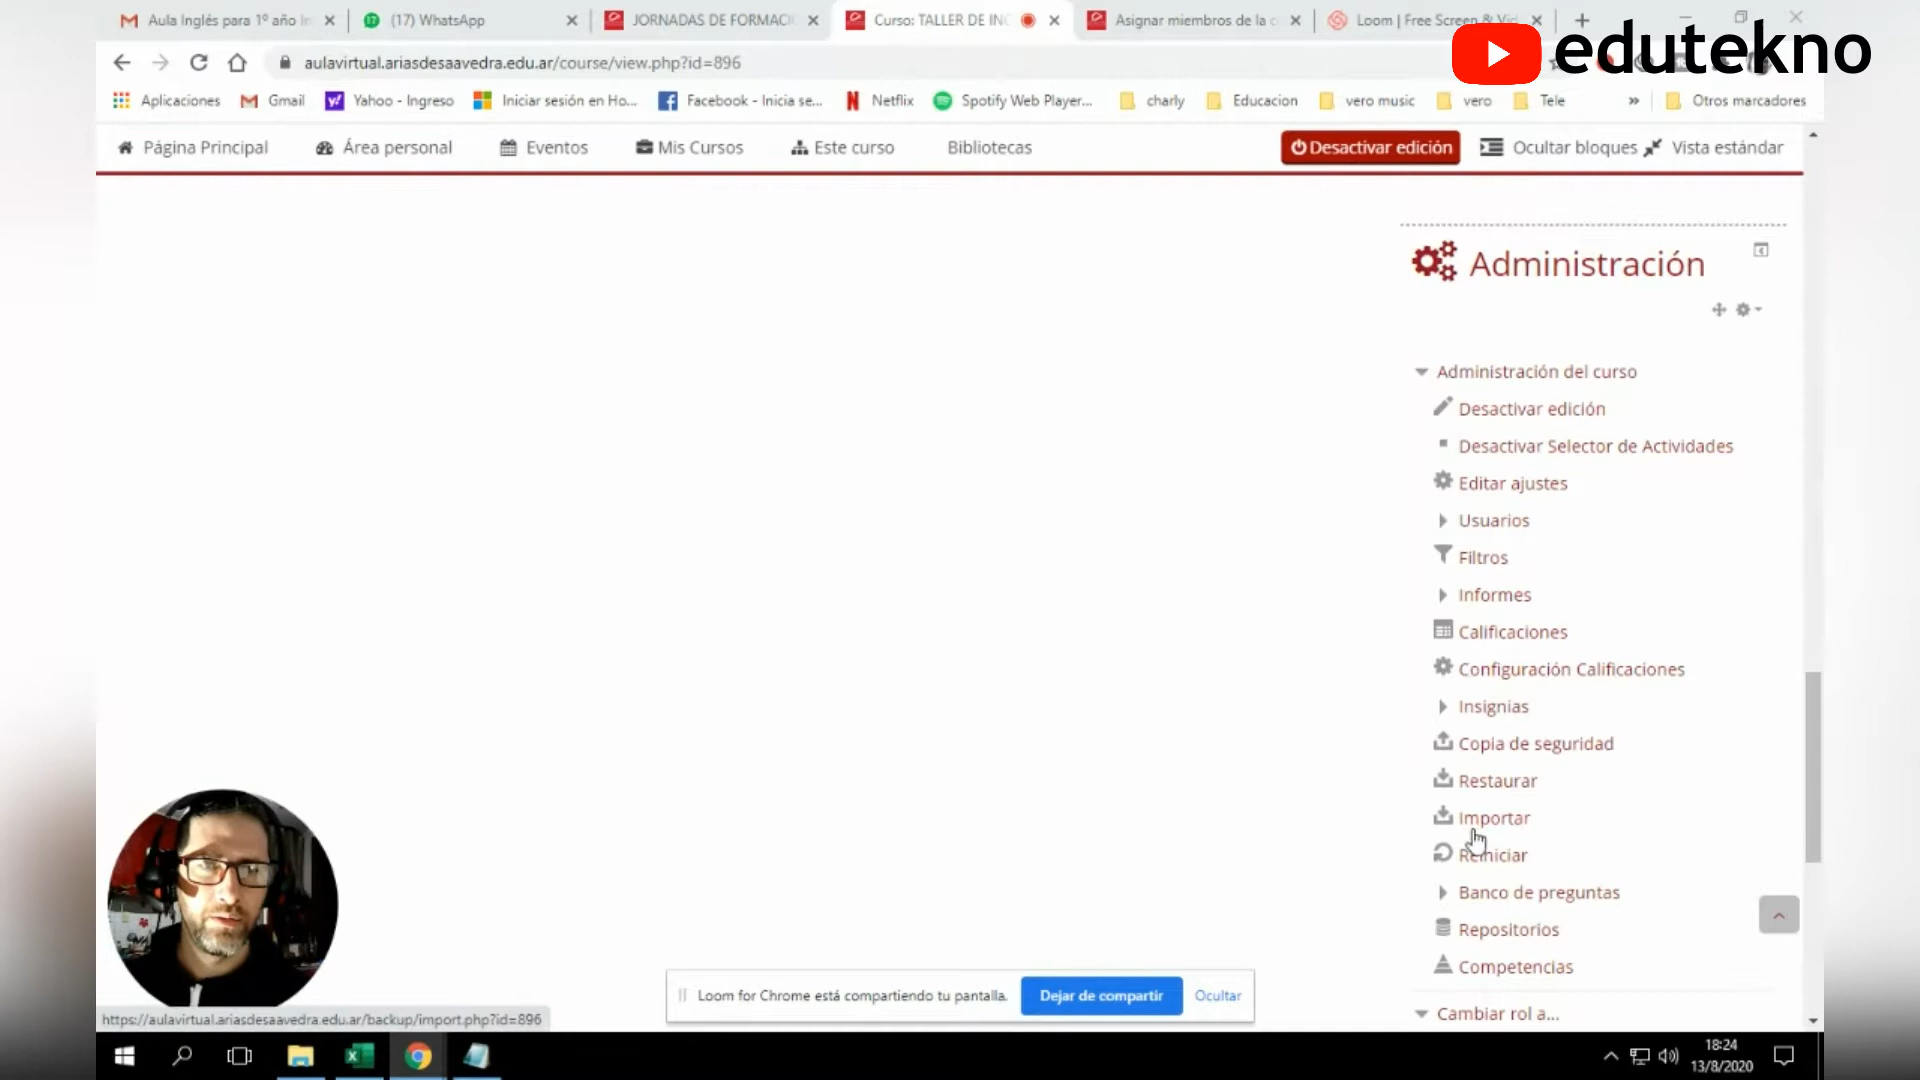 Aula Inglés para 1º año In
(17) WhatsApp
JORNADAS DE FORMACI
Curso: TALLER DE IN
Asignar miembros de la c
Loom | Free Screen & Vid
edutekno
aulavirtual.ariasdesaavedra.edu.ar/course/view.php?id=896
Aplicaciones
Gmail
Yahoo - Ingreso
Iniciar sesión en Ho...
Facebook - Inicia se...
Netflix
Spotify Web Player...
charly
Educacion
vero music
vero
Tele
»
Otros marcadores
Página Principal
Área personal
Eventos
Mis Cursos
Este curso
Bibliotecas
Desactivar edición
Ocultar bloques
Vista estándar
Administración
Administración del curso
Desactivar edición
Desactivar Selector de Actividades
Editar ajustes
Usuarios
Filtros
Informes
Calificaciones
Configuración Calificaciones
Insignias
Copia de seguridad
Restaurar
Importar
Reiniciar
Banco de preguntas
Repositorios
Competencias
Cambiar rol a...
Loom for Chrome está compartiendo tu pantalla.
Dejar de compartir
Ocultar
https://aulavirtual.ariasdesaavedra.edu.ar/backup/import.php?id=896
18:24
13/8/2020